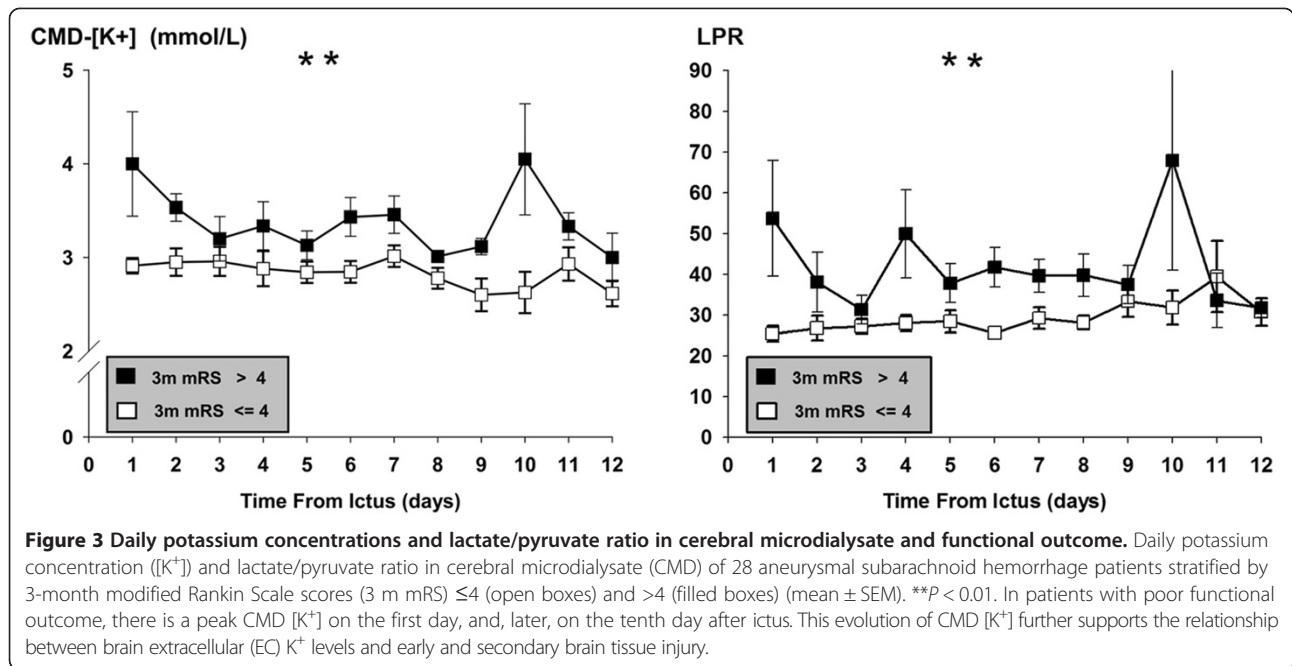 CMD-[K+] (mmol/L)
* *
5
4
3
2
0
3m mRS > 4
3m mRS <= 4
0 1 2 3 4 5 6 7 8 9 10 11 12
Time From Ictus (days)
LPR
* *
90
80
70
60
50
40
30
20
10
0
3m mRS > 4
3m mRS <= 4
0 1 2 3 4 5 6 7 8 9 10 11 12
Time From Ictus (days)
Figure 3 Daily potassium concentrations and lactate/pyruvate ratio in cerebral microdialysate and functional outcome. Daily potassium
concentration ([K⁺]) and lactate/pyruvate ratio in cerebral microdialysate (CMD) of 28 aneurysmal subarachnoid hemorrhage patients stratified by
3-month modified Rankin Scale scores (3 m mRS) ≤4 (open boxes) and >4 (filled boxes) (mean ± SEM). **P < 0.01. In patients with poor functional
outcome, there is a peak CMD [K⁺] on the first day, and, later, on the tenth day after ictus. This evolution of CMD [K⁺] further supports the relationship
between brain extracellular (EC) K⁺ levels and early and secondary brain tissue injury.